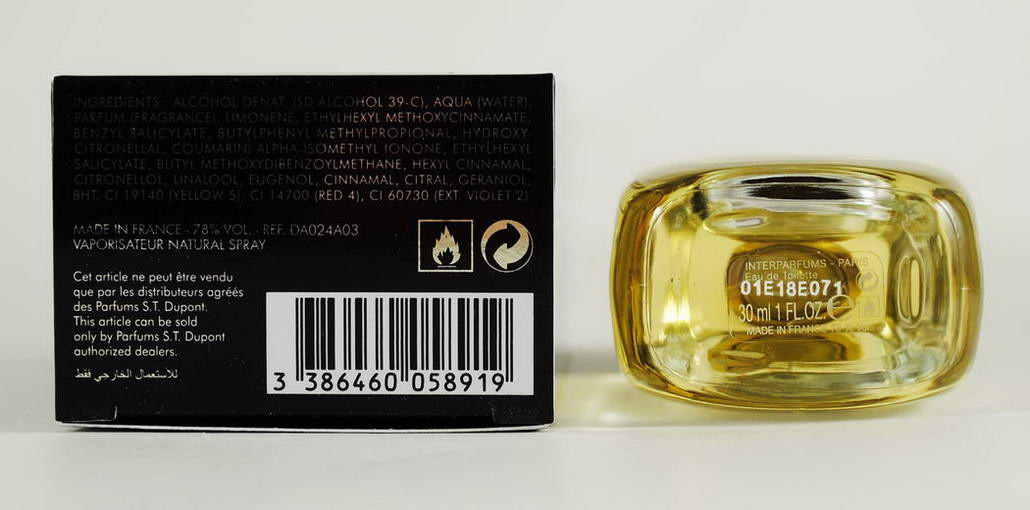 INGREDIENTS : ALCOHOL DENAT. (SD ALCOHOL 39-C), AQUA (WATER),
PARFUM (FRAGRANCE), LIMONENE, ETHYLHEXYL METHOXYCINNAMATE,
BENZYL SALICYLATE, BUTYLPHENYL METHYLPROPIONAL, HYDROXY-
CITRONELLAL, COUMARIN, ALPHA-ISOMETHYL IONONE, ETHYLHEXYL
SALICYLATE, BUTYL METHOXYDIBENZOYLMETHANE, HEXYL CINNAMAL,
CITRONELLOL, LINALOOL, EUGENOL, CINNAMAL, CITRAL, GERANIOL,
BHT, CI 19140 (YELLOW 5), CI 14700 (RED 4), CI 60730 (EXT. VIOLET 2).
MADE IN FRANCE - 78% VOL. - REF. DA024A03
VAPORISATEUR NATURAL SPRAY
Cet article ne peut être vendu
que par les distributeurs agréés
des Parfums S.T. Dupont.
This article can be sold
only by Parfums S.T. Dupont
authorized dealers.
للاستعمال الخارجي فقط
3 386460 058919
INTERPARFUMS - PARIS
Eau de Toilette
01E18E071
30 ml 1 FL.OZ. e
MADE IN FRANCE